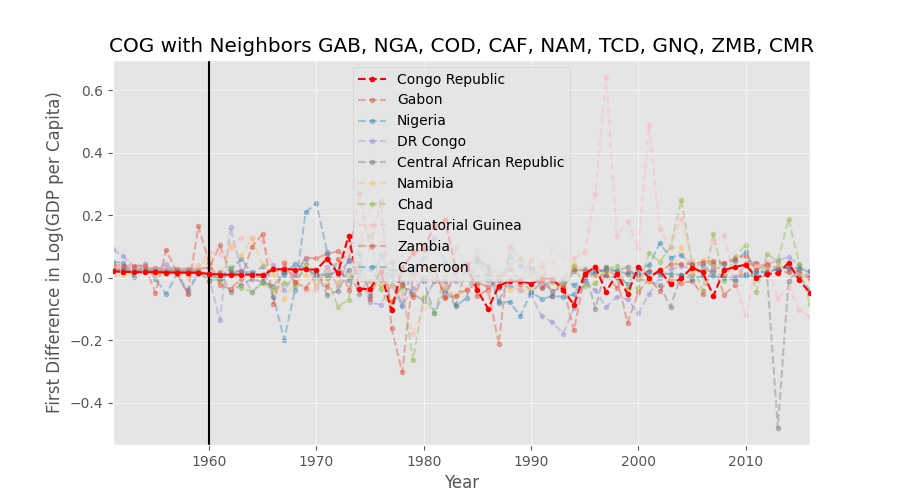 COG with Neighbors GAB, NGA, COD, CAF, NAM, TCD, GNQ, ZMB, CMR
First Difference in Log(GDP per Capita)
0.6
0.4
0.2
0.0
−0.2
−0.4
Congo Republic
Gabon
Nigeria
DR Congo
Central African Republic
Namibia
Chad
Equatorial Guinea
Zambia
Cameroon
1960 1970 1980 1990 2000 2010
Year